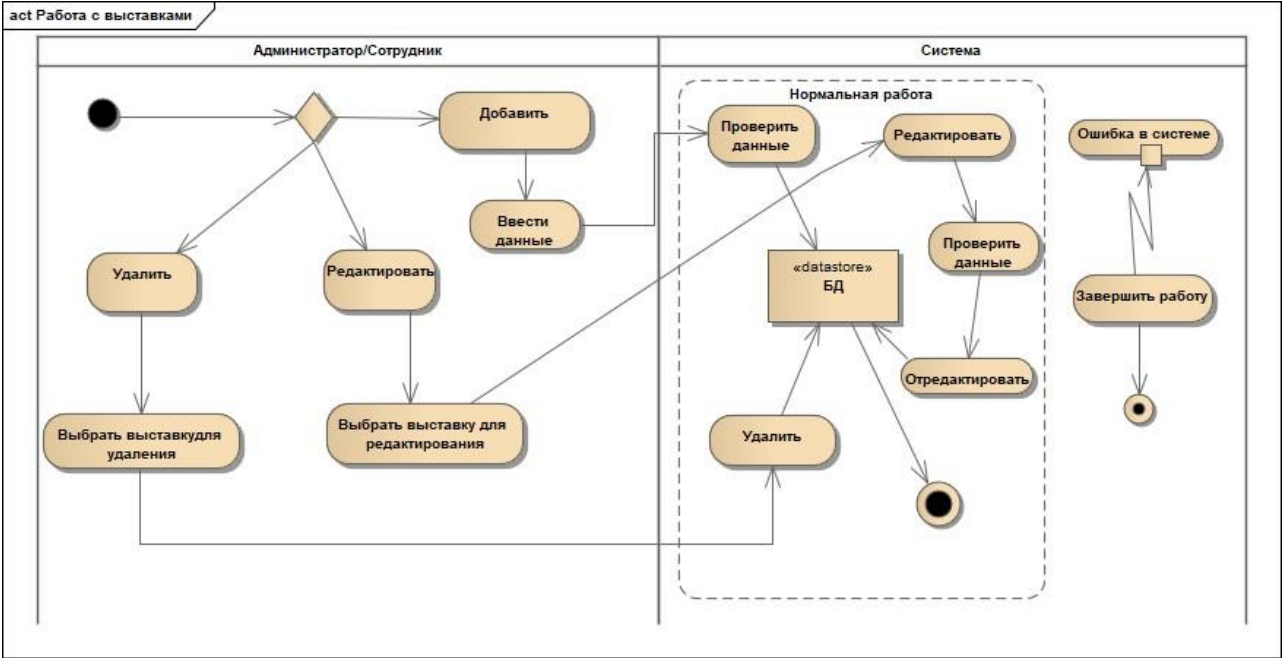 act Работа с выставками
Администратор/Сотрудник
Система
Нормальная работа
Добавить
Проверить
данные
Редактировать
Ошибка в системе
Ввести
данные
Проверить
данные
Удалить
Редактировать
«datastore»
БД
Завершить работу
Отредактировать
Выбрать выставкудля
удаления
Выбрать выставку для
редактирования
Удалить